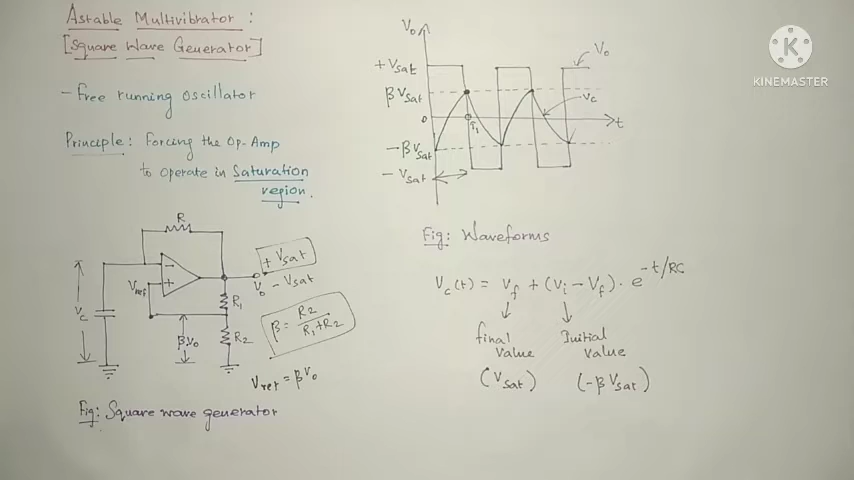 Astable Multivibrator :
[Square Wave Generator]
- Free running oscillator
Principle : Forcing the Op-Amp
to operate in Saturation
region.
R
-
+
Vref
Vc
+ Vsat
Vo - Vsat
R1
R2
βVo
β = R2 / R1+R2
Vref = βVo
Fig: Square wave generator
Vo
+Vsat
βVsat
0
-βVsat
- Vsat
Vo
Vc
T1
t
Fig: Waveforms
Vc(t) = Vf + (Vi - Vf) . e^-t/RC
final
value
Initial
value
(Vsat)
(-βVsat)
K
KINEMASTER